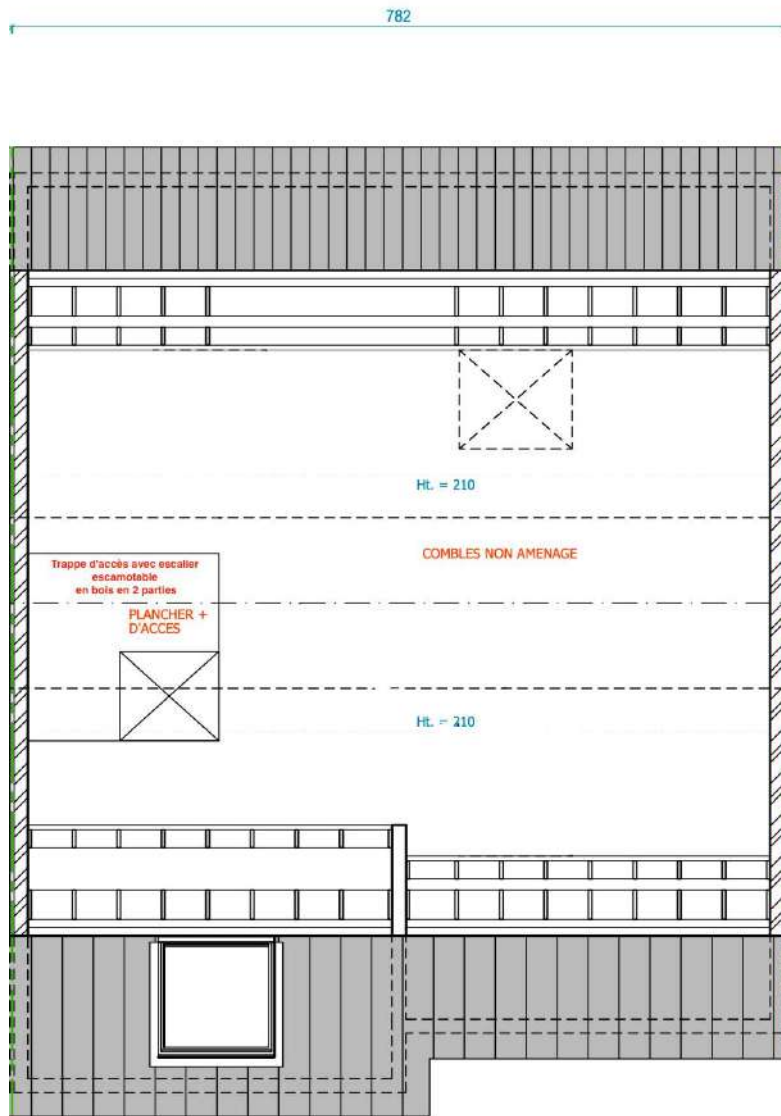 782
Ht. = 210
COMBLES NON AMENAGE
Trappe d'accès avec escalier
escamotable
en bois en 2 parties
PLANCHER +
D'ACCES
Ht. = 210